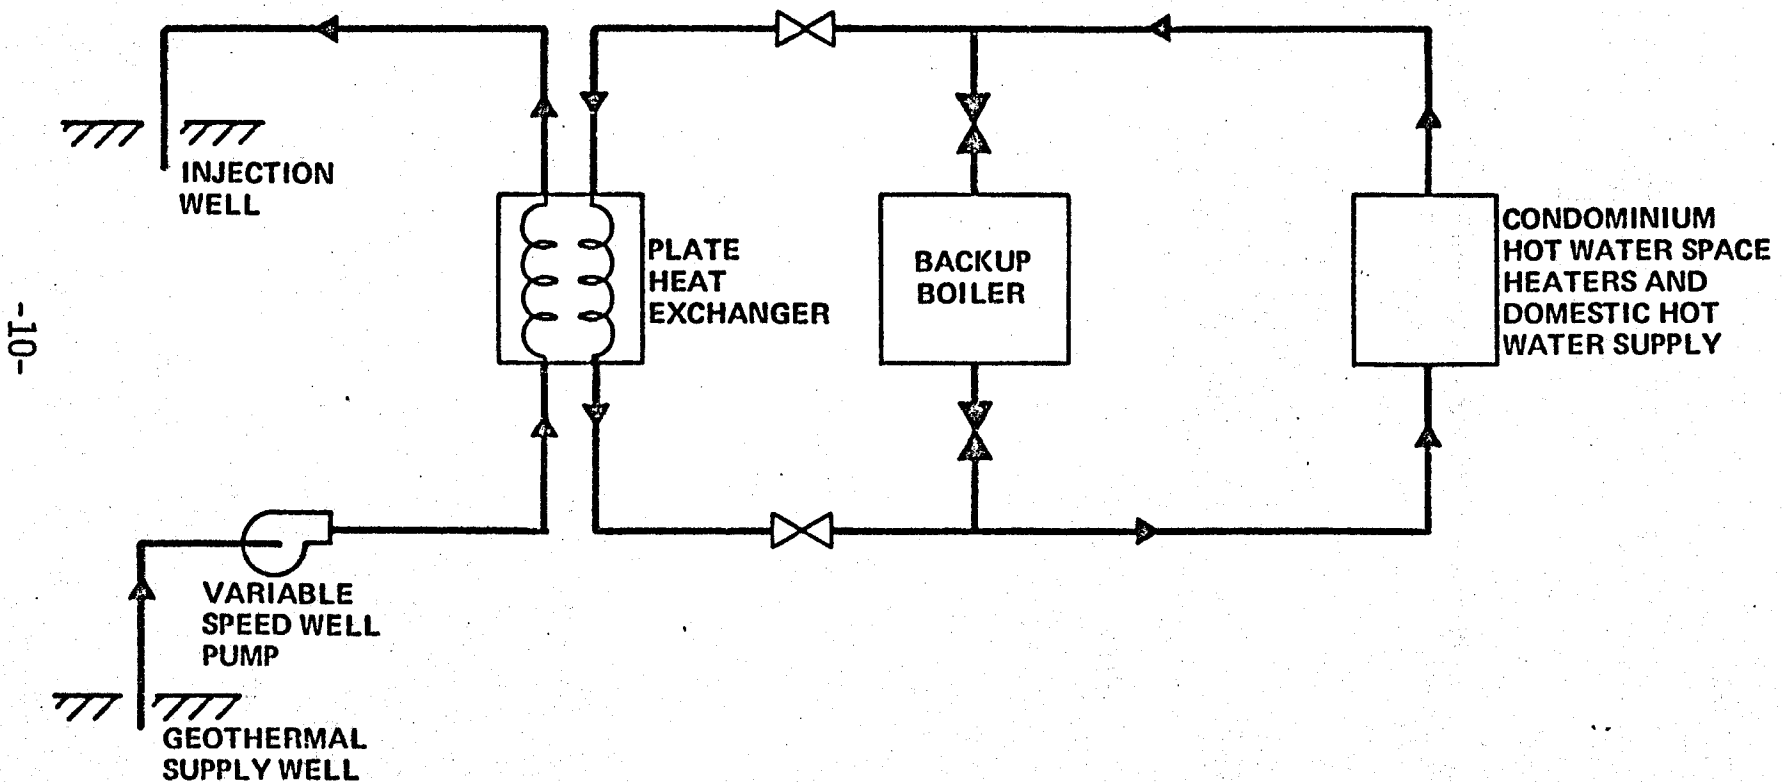 INJECTION
WELL
PLATE
HEAT
EXCHANGER
BACKUP
BOILER
CONDOMINIUM
HOT WATER SPACE
HEATERS AND
DOMESTIC HOT
WATER SUPPLY
-10-
VARIABLE
SPEED WELL
PUMP
GEOTHERMAL
SUPPLY WELL